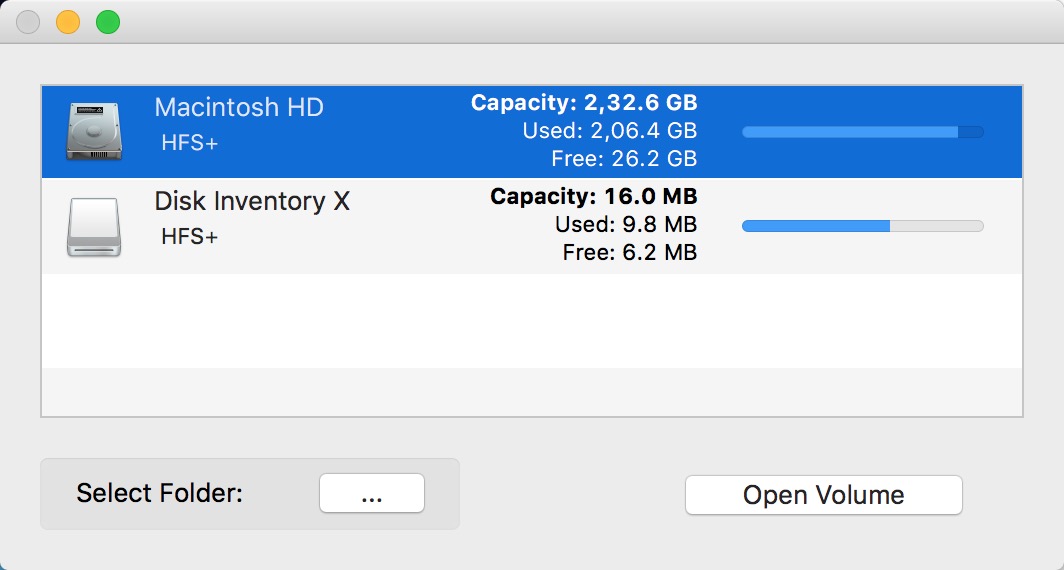 Macintosh HD
HFS+
Capacity: 2,32.6 GB
Used: 2,06.4 GB
Free: 26.2 GB
Disk Inventory X
HFS+
Capacity: 16.0 MB
Used: 9.8 MB
Free: 6.2 MB
Select Folder:
...
Open Volume